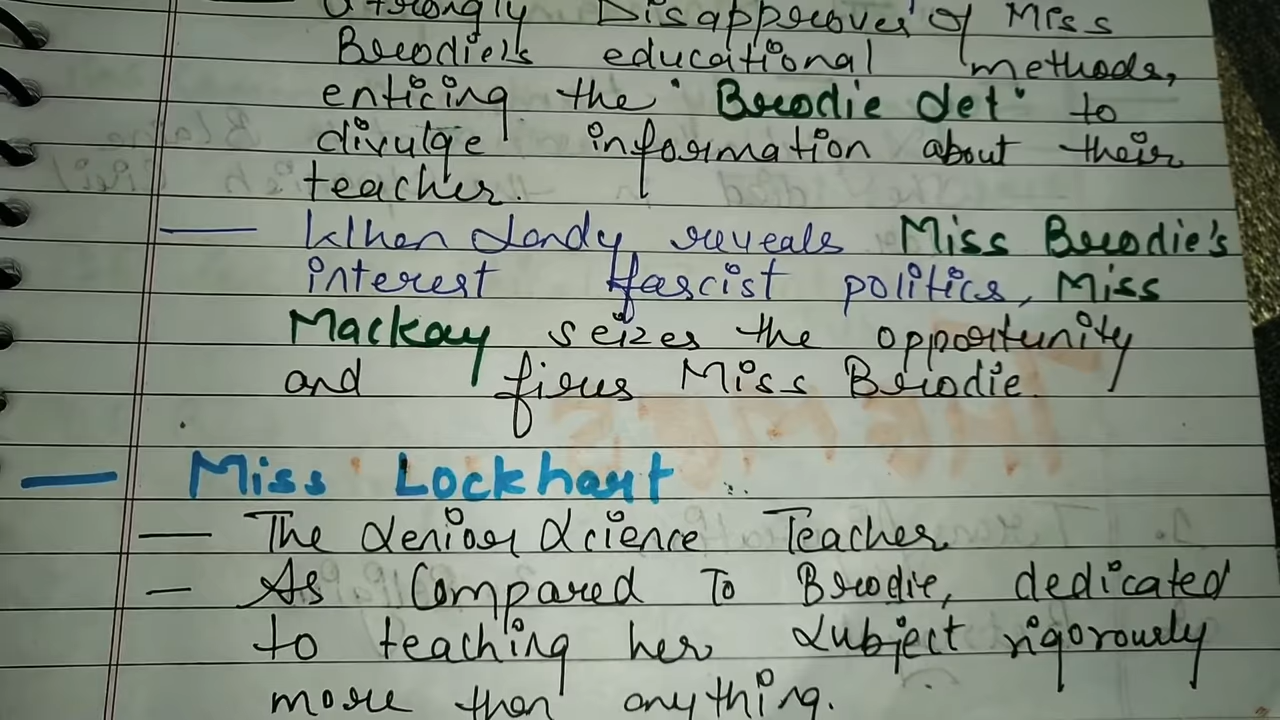 Strongly Disapproves of Miss
Brodie's educational methods,
enticing the "Brodie Set" to
divulge information about their
teacher.
— When Sandy reveals Miss Brodie's
interest fascist politics, Miss
Mackay seizes the opportunity
and fires Miss Brodie.
— Miss Lockhart
— The Senior Science Teacher
— As Compared To Brodie, dedicated
to teaching her subject rigorously
more than anything.